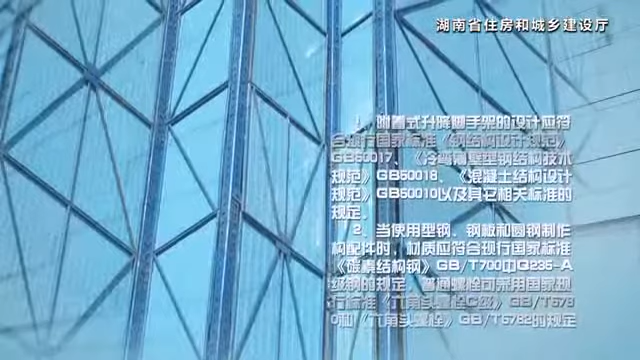 湖南省住房和城乡建设厅
1、附着式升降脚手架的设计应符
合现行国家标准《钢结构设计规范》
GB50017、《冷弯薄壁型钢结构技术
规范》GB50018、《混凝土结构设计
规范》GB50010以及其它相关标准的
规定。
2、当使用型钢、钢板和圆钢制作
构配件时，材质应符合现行国家标准
《碳素结构钢》GB/T700中Q235-A
级钢的规定。普通螺栓可采用国家现
行标准《六角头螺栓C级》GB/T578
0和《六角头螺栓》GB/T5782的规定